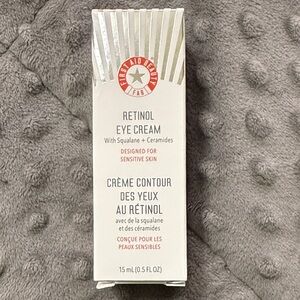 FIRST AID BEAUTY
FAB
RETINOL
EYE CREAM
With Squalane + Ceramides
DESIGNED FOR
SENSITIVE SKIN
CRÈME CONTOUR
DES YEUX
AU RÉTINOL
avec de la squalane
et des céramides
CONÇUE POUR LES
PEAUX SENSIBLES
15 mL (0.5 FL OZ)